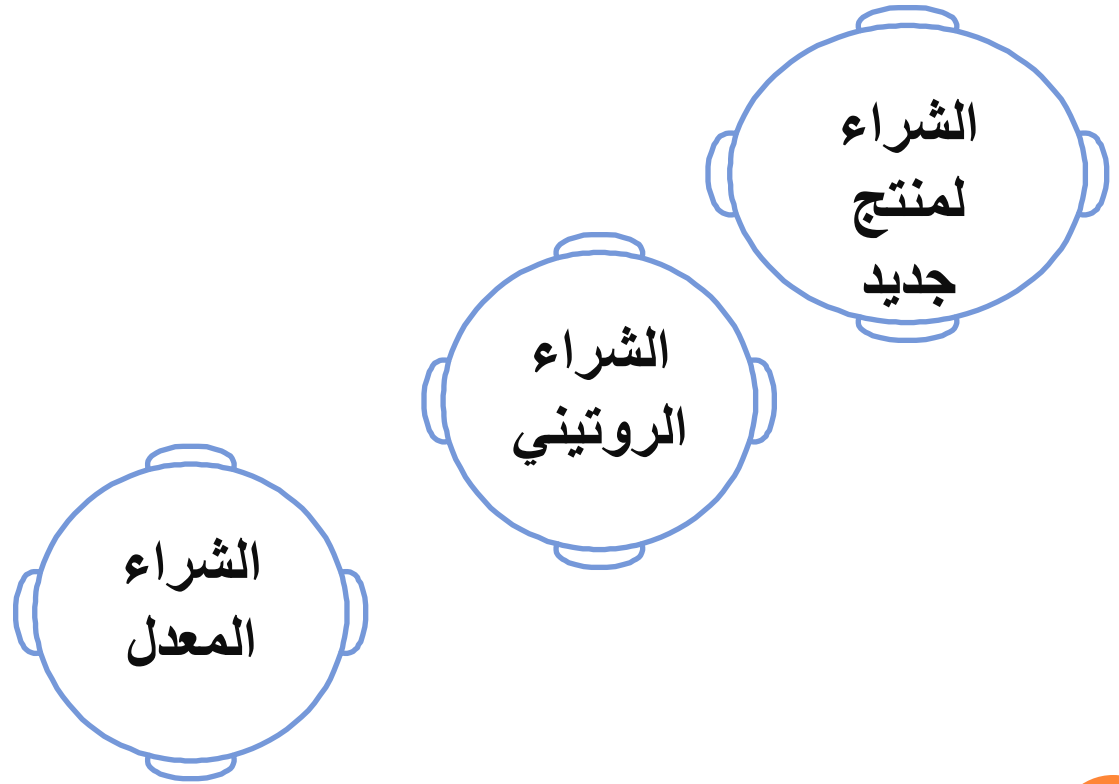 الشراء
لمنتج
جديد
الشراء
الروتيني
الشراء
المعدل